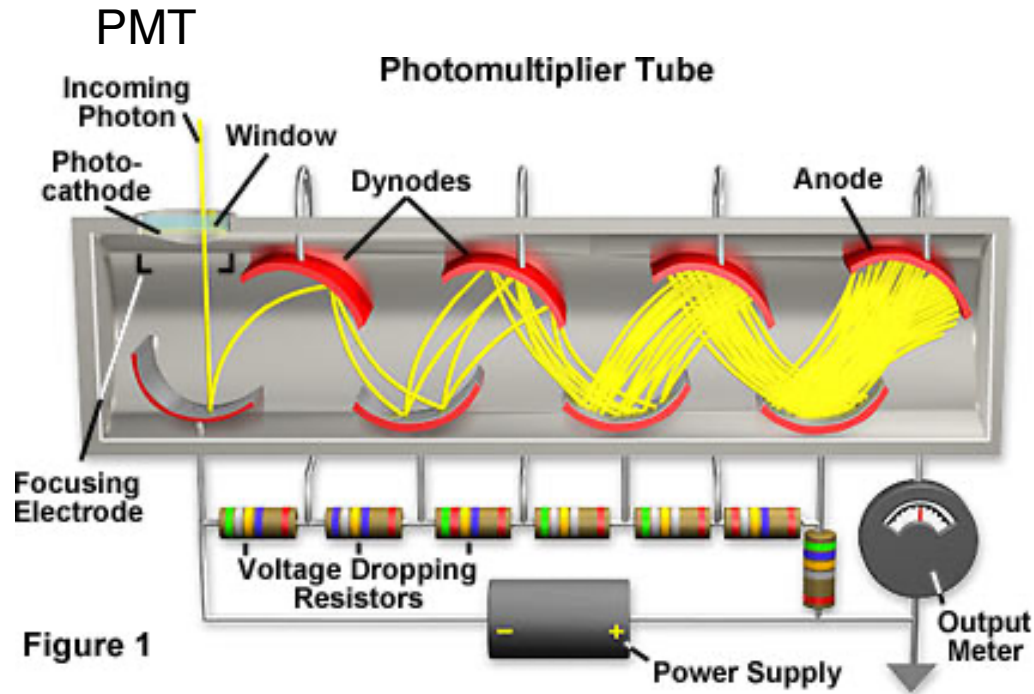 PMT
Photomultiplier Tube
Incoming
Photon
Window
Photo-
cathode
Dynodes
Anode
Focusing
Electrode
Voltage Dropping
Resistors
Figure 1
–
+
Power Supply
Output
Meter